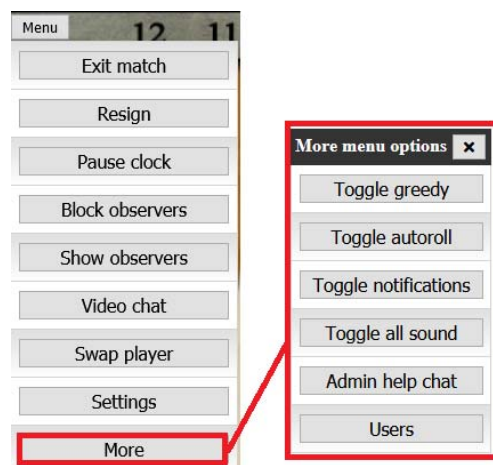 Menu
12 11
Exit match
Resign
Pause clock
Block observers
Show observers
Video chat
Swap player
Settings
More
More menu options ×
Toggle greedy
Toggle autoroll
Toggle notifications
Toggle all sound
Admin help chat
Users